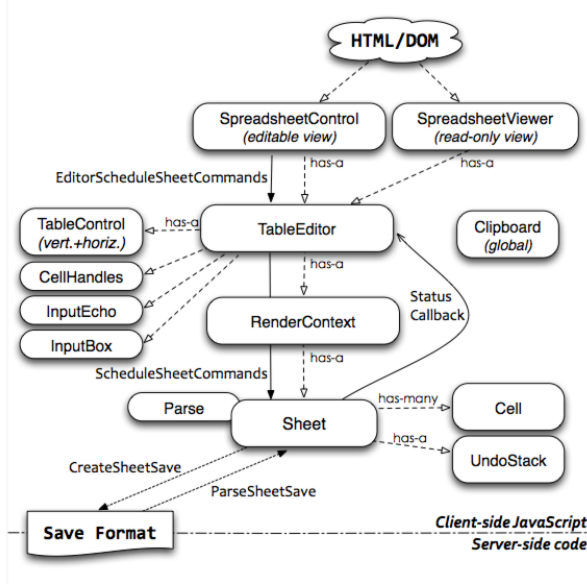 HTML/DOM
SpreadsheetControl
(editable view)
SpreadsheetViewer
(read-only view)
has-a
has-a
EditorScheduleSheetCommands
TableControl
(vert.+horiz.)
has-a
TableEditor
Clipboard
(global)
CellHandles
has-a
InputEcho
Status
Callback
RenderContext
InputBox
has-a
ScheduleSheetCommands
Parse
Sheet
has-many
Cell
has-a
UndoStack
CreateSheetSave
ParseSheetSave
Save Format
Client-side JavaScript
Server-side code